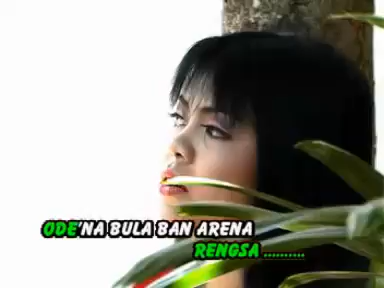 ODE'NA BULA BAN ARENA
RENGSA ..........